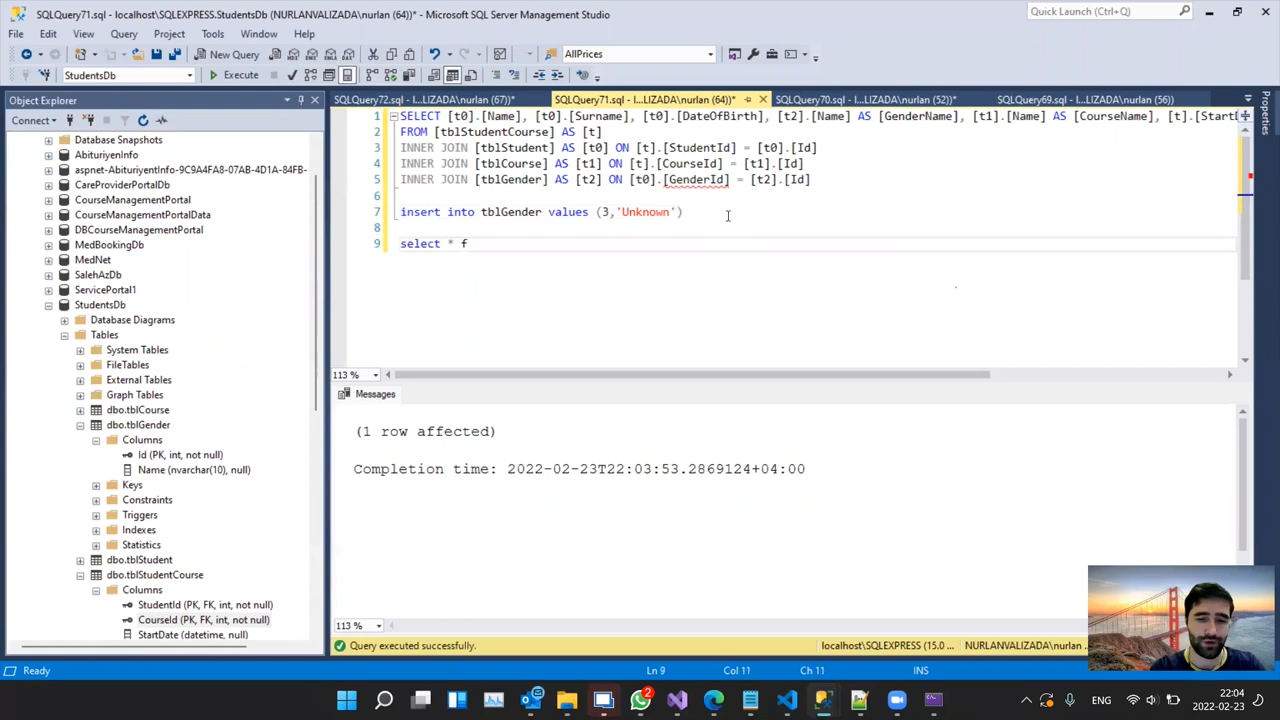 SQLQuery71.sql - localhost\SQLEXPRESS.StudentsDb (NURLANVALIZADA\nurlan (64))* - Microsoft SQL Server Management Studio
Quick Launch (Ctrl+Q)
File Edit View Query Project Tools Window Help
New Query
AllPrices
StudentsDb
Execute
Object Explorer
SQLQuery72.sql - l...LIZADA\nurlan (67))*
SQLQuery71.sql - l...LIZADA\nurlan (64))*
SQLQuery70.sql - l...LIZADA\nurlan (52))*
SQLQuery69.sql - l...LIZADA\nurlan (56))
Properties
Connect
Database Snapshots
AbituriyenInfo
aspnet-AbituriyentInfo-9C9A4FA3-07AB-4D1A-84FB-
CareProviderPortalDb
CourseManagementPortal
CourseManagementPortalData
DBCourseManagementPortal
MedBookingDb
MedNet
SalehAzDb
ServicePortal1
StudentsDb
Database Diagrams
Tables
System Tables
FileTables
External Tables
Graph Tables
dbo.tblCourse
dbo.tblGender
Columns
Id (PK, int, not null)
Name (nvarchar(10), null)
Keys
Constraints
Triggers
Indexes
Statistics
dbo.tblStudent
dbo.tblStudentCourse
Columns
StudentId (PK, FK, int, not null)
CourseId (PK, FK, int, not null)
StartDate (datetime, null)
1 SELECT [t0].[Name], [t0].[Surname], [t0].[DateOfBirth], [t2].[Name] AS [GenderName], [t1].[Name] AS [CourseName], [t].[StartD
2 FROM [tblStudentCourse] AS [t]
3 INNER JOIN [tblStudent] AS [t0] ON [t].[StudentId] = [t0].[Id]
4 INNER JOIN [tblCourse] AS [t1] ON [t].[CourseId] = [t1].[Id]
5 INNER JOIN [tblGender] AS [t2] ON [t0].[GenderId] = [t2].[Id]
6
7 insert into tblGender values (3,'Unknown')
8
9 select * f
113 %
Messages
(1 row affected)
Completion time: 2022-02-23T22:03:53.2869124+04:00
113 %
Query executed successfully.
localhost\SQLEXPRESS (15.0 ...
NURLANVALIZADA\nurlan ...
Ready
Ln 9
Col 11
Ch 11
INS
2
ENG
22:04
2022-02-23